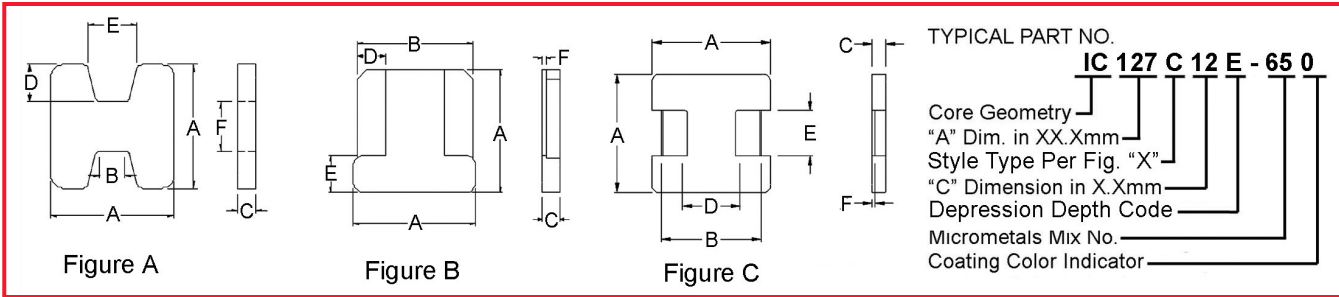 E
D
A
F
B
A
C
Figure A
B
D
F
A
E
A
C
Figure B
A
C
A
E
D
F
B
Figure C
TYPICAL PART NO.
IC 127 C 12 E - 65 0
Core Geometry
“A” Dim. in XX.Xmm
Style Type Per Fig. “X”
“C” Dimension in X.Xmm
Depression Depth Code
Micrometals Mix No.
Coating Color Indicator